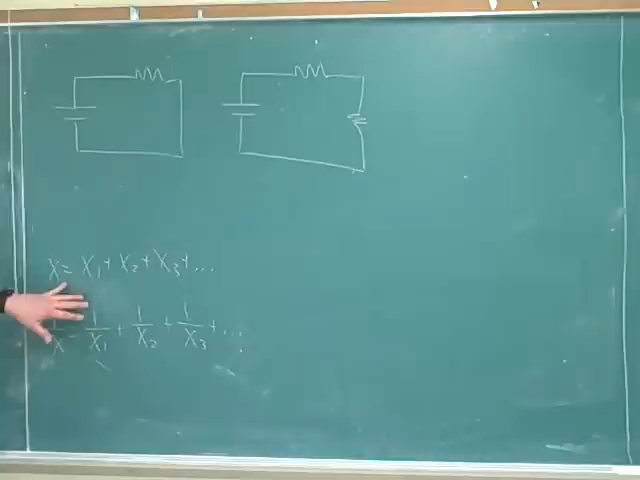 X = X₁ + X₂ + X₃ + ...
1/X = 1/X₁ + 1/X₂ + 1/X₃ + ...